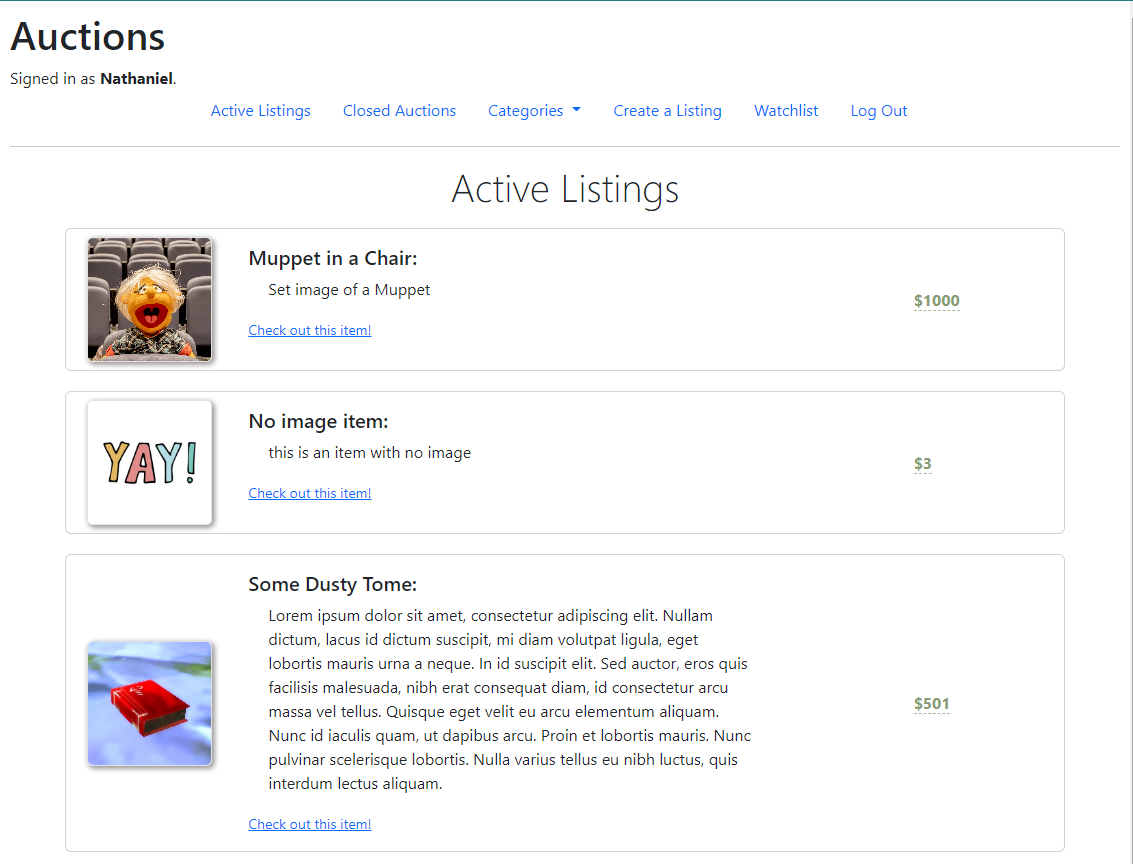 Auctions
Signed in as Nathaniel.
Active Listings Closed Auctions Categories Create a Listing Watchlist Log Out
Active Listings
Muppet in a Chair:
Set image of a Muppet
$1000
Check out this item!
YAY!
No image item:
this is an item with no image
$3
Check out this item!
Some Dusty Tome:
Lorem ipsum dolor sit amet, consectetur adipiscing elit. Nullam
dictum, lacus id dictum suscipit, mi diam volutpat ligula, eget
lobortis mauris urna a neque. In id suscipit elit. Sed auctor, eros quis
facilisis malesuada, nibh erat consequat diam, id consectetur arcu
massa vel tellus. Quisque eget velit eu arcu elementum aliquam.
Nunc id iaculis quam, ut dapibus arcu. Proin et lobortis mauris. Nunc
pulvinar scelerisque lobortis. Nulla varius tellus eu nibh luctus, quis
interdum lectus aliquam.
$501
Check out this item!